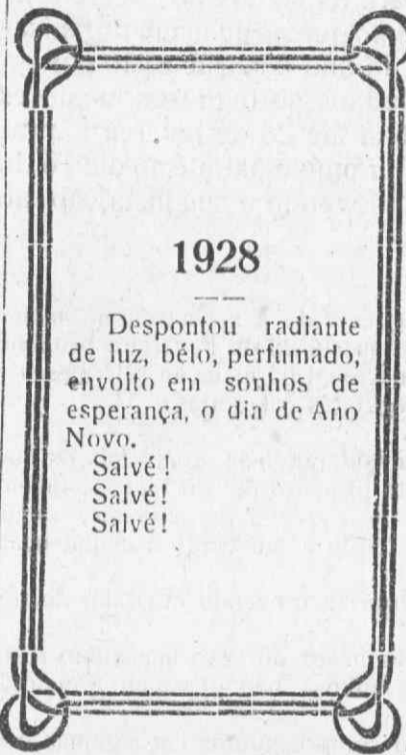 1928
Despontou radiante
de luz, bélo, perfumado,
envolto em sonhos de
esperança, o dia de Ano
Novo.
Salvé!
Salvé!
Salvé!